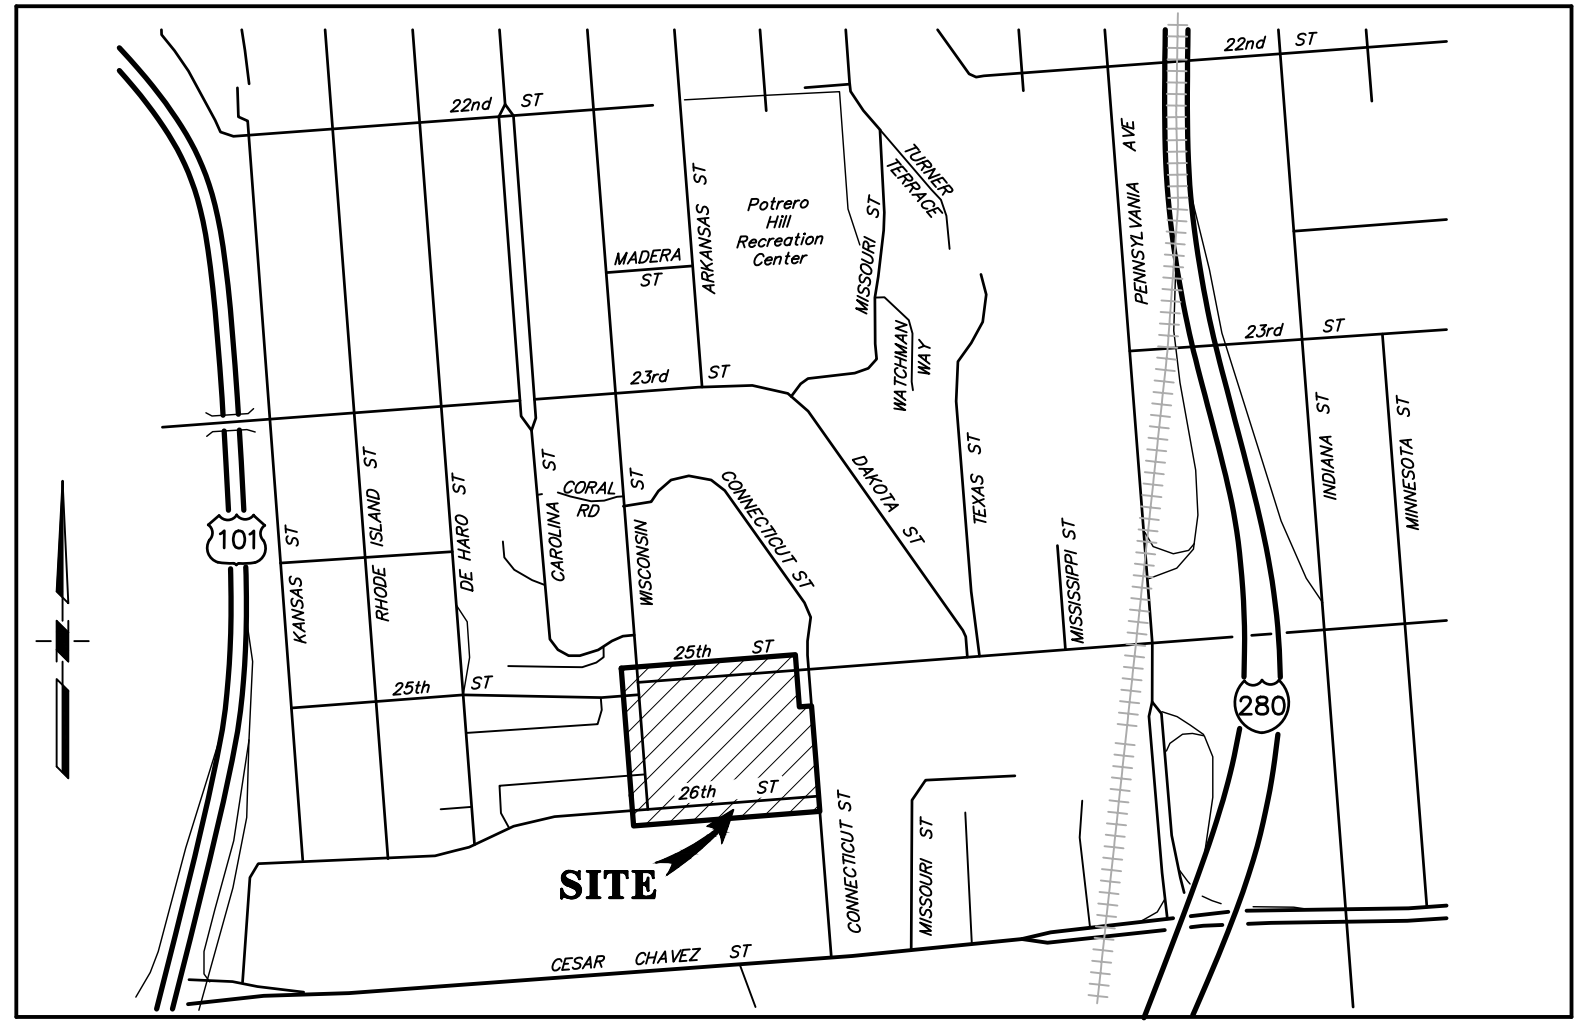 22nd ST
22nd ST
PENNSYLVANIA AVE
TURNER
TERRACE
ARKANSAS ST
Potrero
Hill
Recreation
Center
MISSOURI ST
MADERA
ST
23rd ST
23rd ST
WATCHMAN
WAY
INDIANA ST
MINNESOTA ST
101
KANSAS ST
RHODE ISLAND ST
DE HARO ST
CAROLINA ST
CORAL
RD
WISCONSIN ST
CONNECTICUT ST
DAKOTA ST
TEXAS ST
MISSISSIPPI ST
25th ST
25th ST
280
26th ST
SITE
CONNECTICUT ST
MISSOURI ST
CESAR CHAVEZ ST